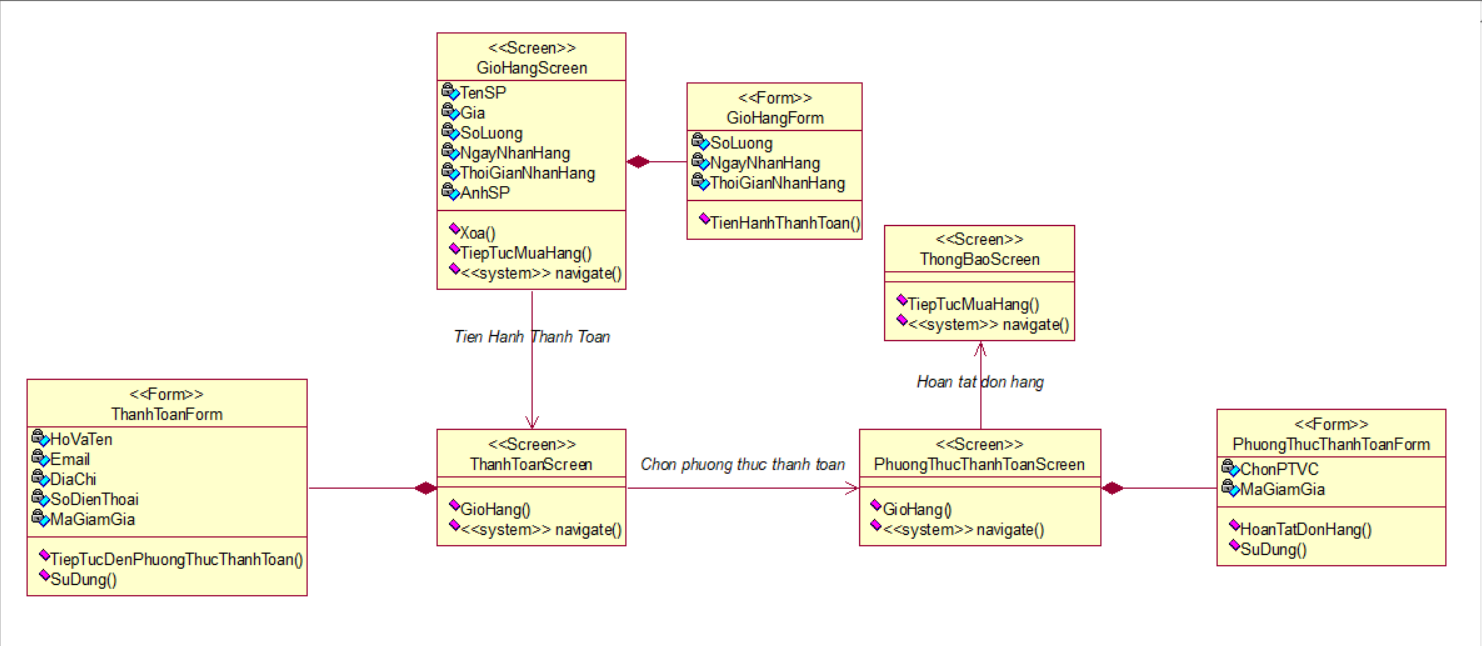 <<Screen>>
GioHangScreen
TenSP
Gia
SoLuong
NgayNhanHang
ThoiGianNhanHang
AnhSP
Xoa()
TiepTucMuaHang()
<<system>> navigate()
<<Form>>
GioHangForm
SoLuong
NgayNhanHang
ThoiGianNhanHang
TienHanhThanhToan()
<<Screen>>
ThongBaoScreen
TiepTucMuaHang()
<<system>> navigate()
Tien Hanh Thanh Toan
Hoan tat don hang
<<Form>>
ThanhToanForm
HoVaTen
Email
DiaChi
SoDienThoai
MaGiamGia
TiepTucDenPhuongThucThanhToan()
SuDung()
<<Screen>>
ThanhToanScreen
GioHang()
<<system>> navigate()
Chon phuong thuc thanh toan
<<Screen>>
PhuongThucThanhToanScreen
GioHang()
<<system>> navigate()
<<Form>>
PhuongThucThanhToanForm
ChonPTVC
MaGiamGia
HoanTatDonHang()
SuDung()